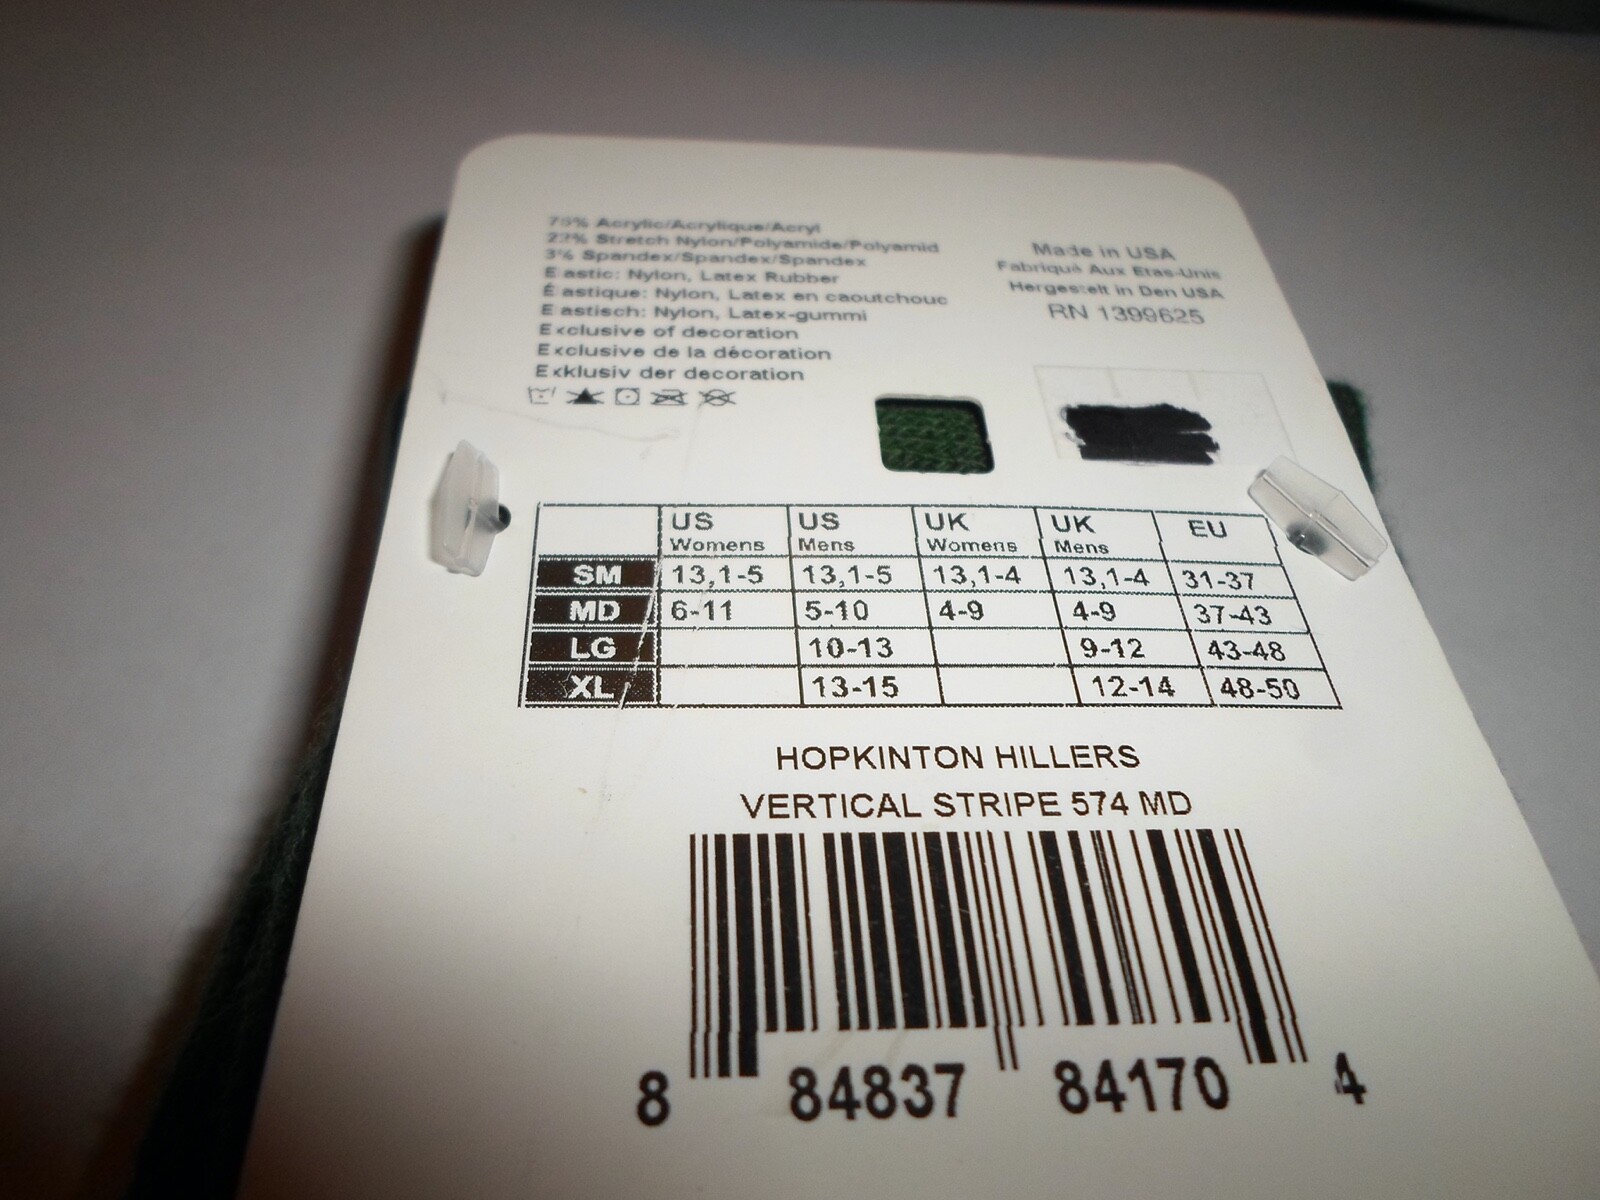 75% Acrylic/Acrylique/Acryl
22% Stretch Nylon/Polyamide/Polyamid
3% Spandex/Spandex/Spandex
Elastic: Nylon, Latex Rubber
Élastique: Nylon, Latex en caoutchouc
Elastisch: Nylon, Latex-gummi
Exclusive of decoration
Exclusive de la décoration
Exklusiv der decoration
Made in USA
Fabriqué Aux Etas-Unis
Hergestelt in Den USA
RN 1399625
US Womens US Mens UK Womens UK Mens EU
SM 13,1-5 13,1-5 13,1-4 13,1-4 31-37
MD 6-11 5-10 4-9 4-9 37-43
LG 10-13 9-12 43-48
XL 13-15 12-14 48-50
HOPKINTON HILLERS
VERTICAL STRIPE 574 MD
8 84837 84170 4